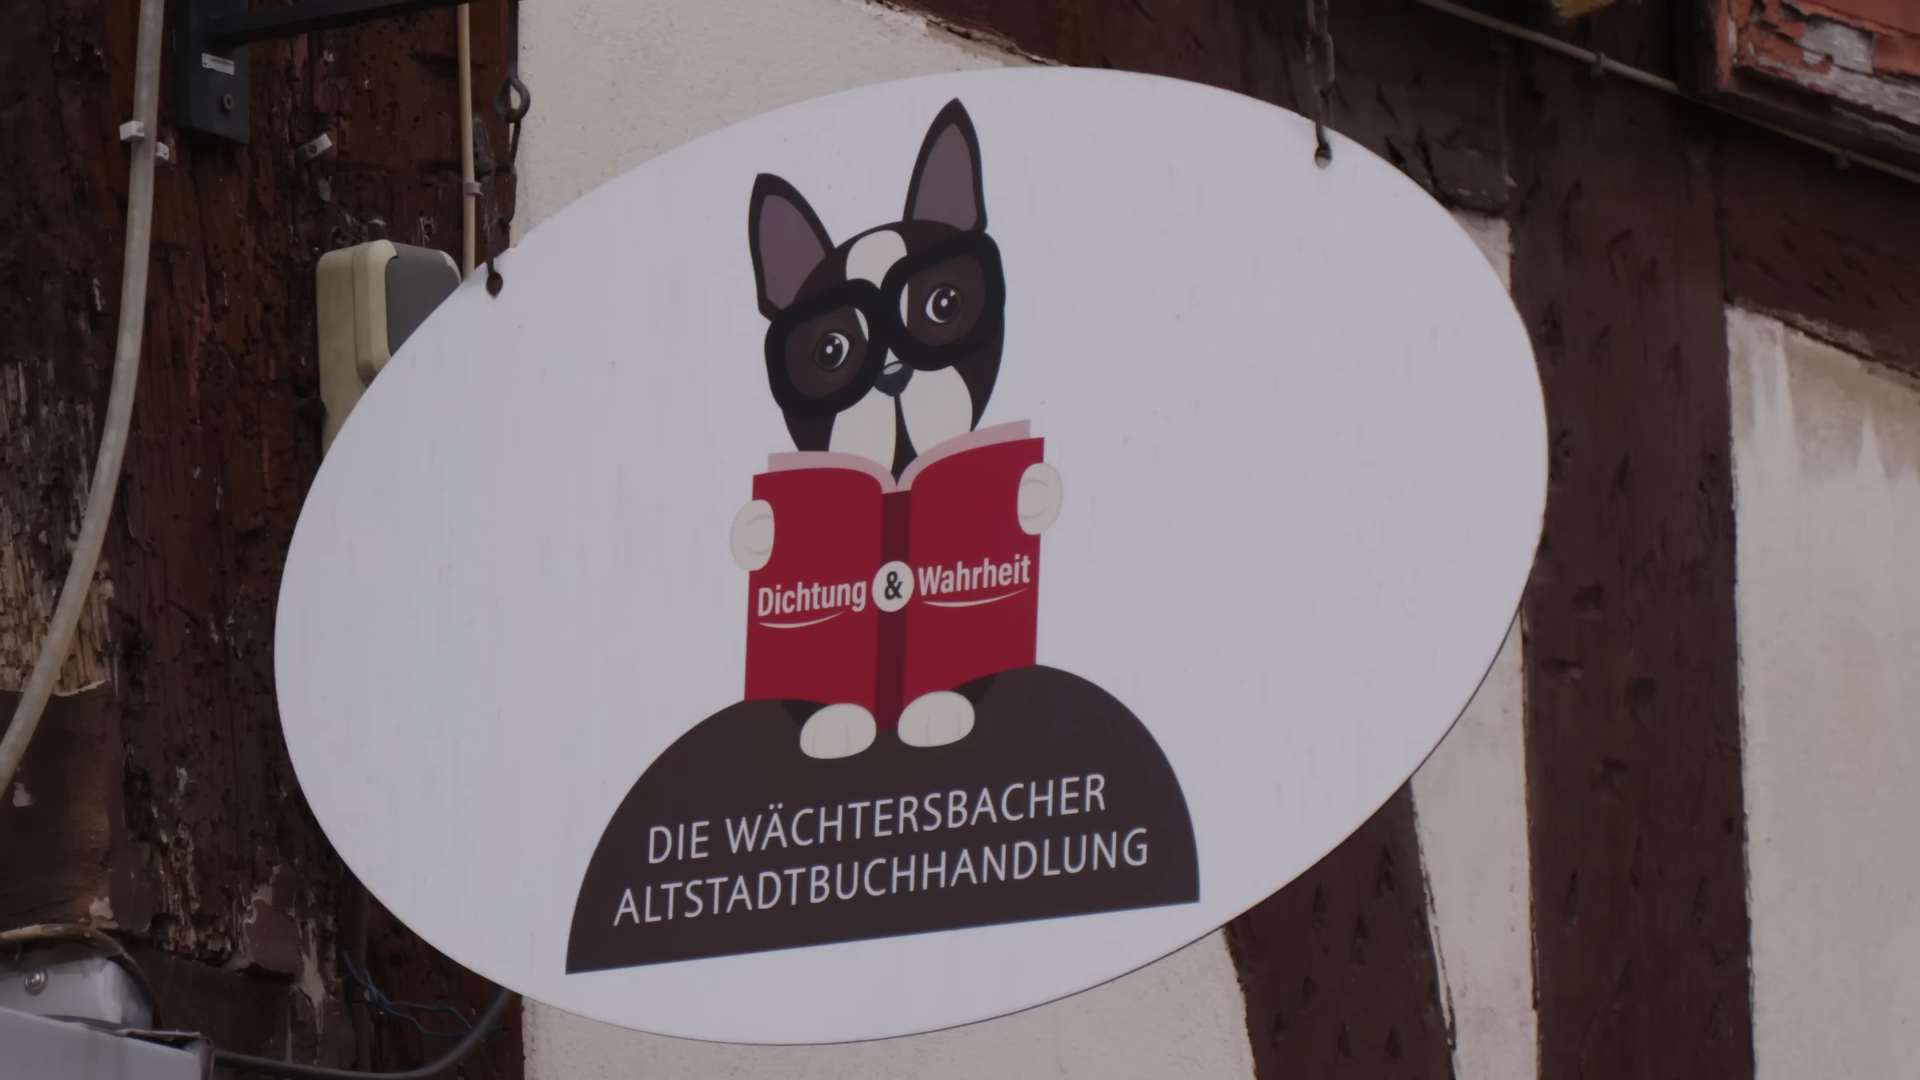 Dichtung & Wahrheit
DIE WÄCHTERSBACHER
ALTSTADTBUCHHANDLUNG